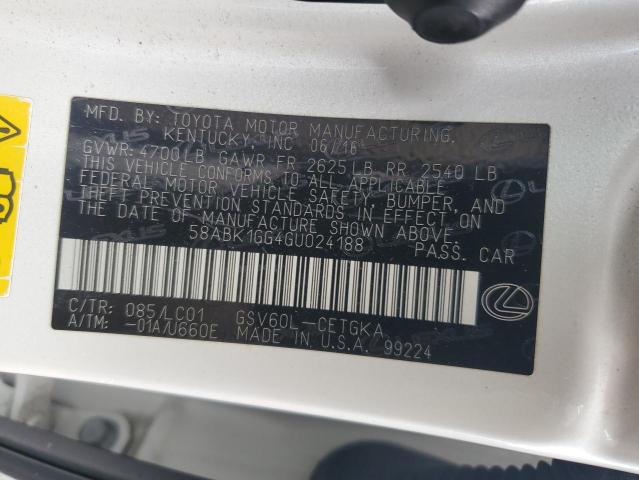 MFD. BY: TOYOTA MOTOR MANUFACTURING,
KENTUCKY, INC. 06/16
GVWR 4700LB GAWR FR 2625LB RR 2540 LB
THIS VEHICLE CONFORMS TO ALL APPLICABLE
FEDERAL MOTOR VEHICLE SAFETY, BUMPER, AND
THEFT PREVENTION STANDARDS IN EFFECT ON
THE DATE OF MANUFACTURE SHOWN ABOVE.
58ABK1GG4GU024188 PASS. CAR
C/TR: 085/LC01 GSV60L-CETGKA
A/TM: -01A/U660E MADE IN U.S.A. 99224